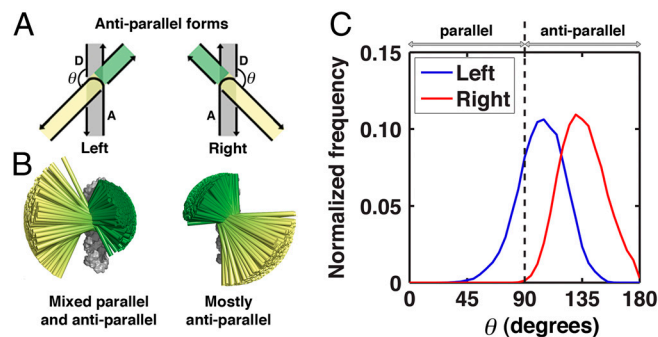 A
Anti-parallel forms
D
θ
A
Left
D
θ
A
Right
B
Mixed parallel
and anti-parallel
Mostly
anti-parallel
C
parallel
anti-parallel
Normalized frequency
0.15
0.10
0.05
0
Left
Right
0
45
90
135
180
θ (degrees)